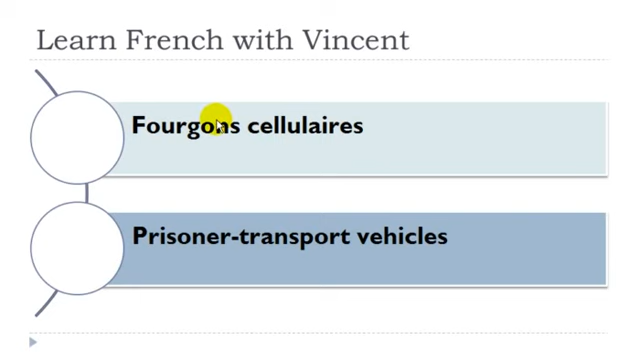 Learn French with Vincent
Fourgons cellulaires
Prisoner-transport vehicles